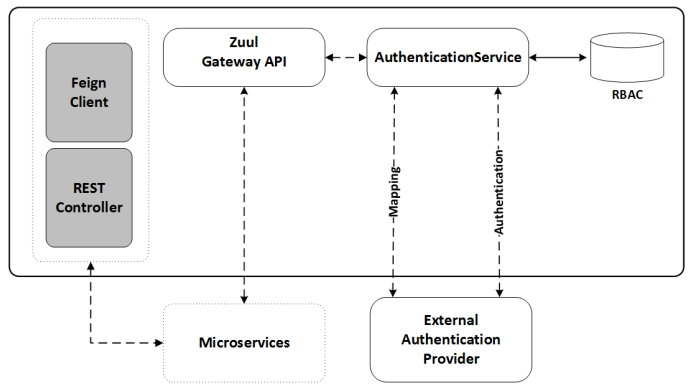 Zuul
Gateway API
AuthenticationService
RBAC
Feign
Client
REST
Controller
Mapping
Authentication
Microservices
External
Authentication
Provider